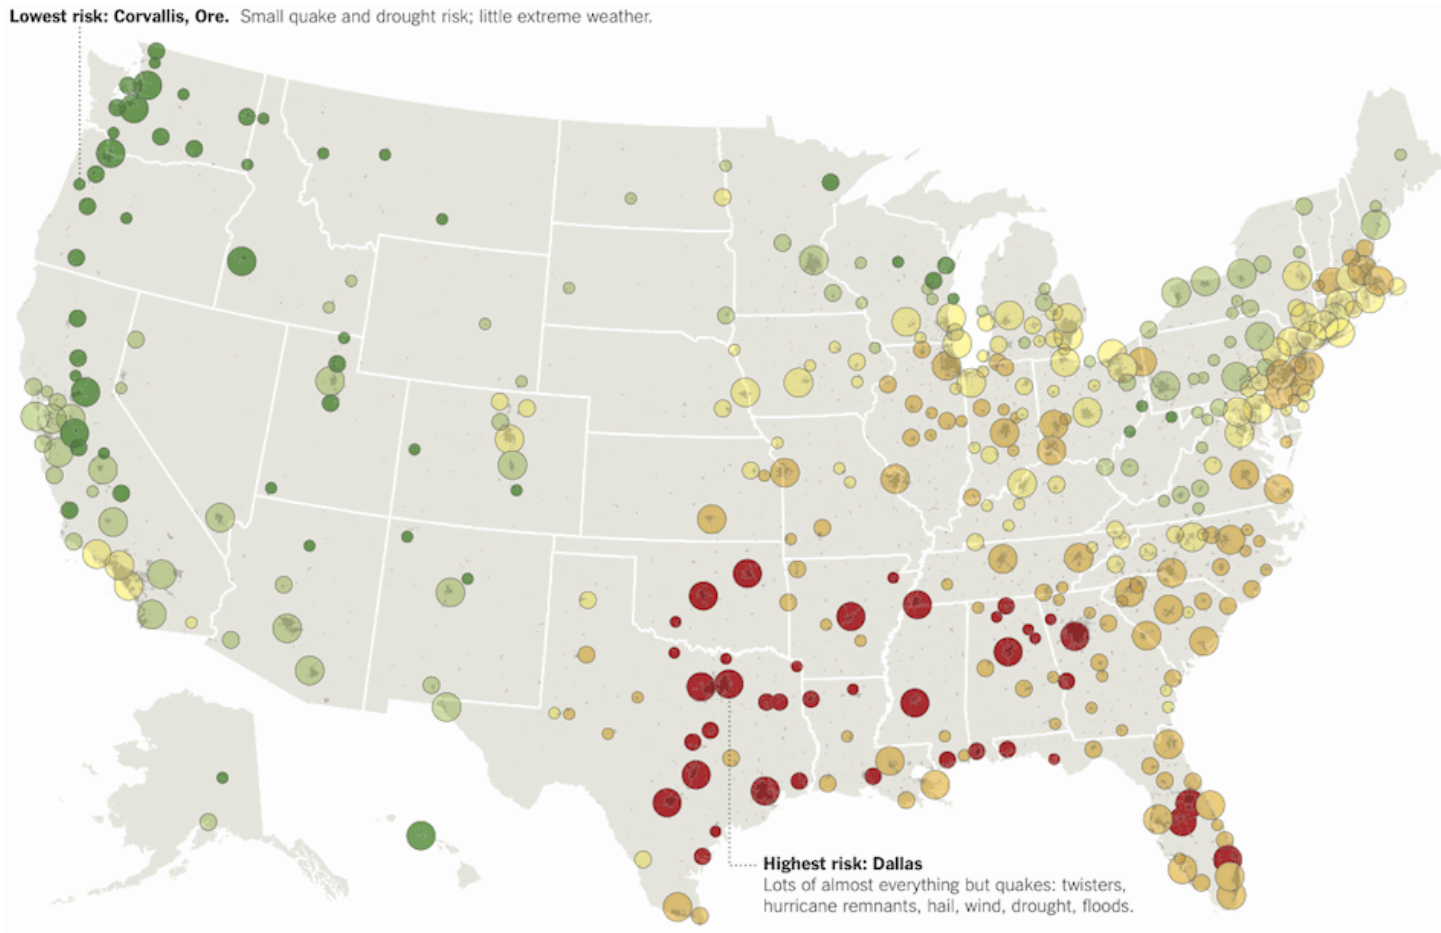 Lowest risk: Corvallis, Ore. Small quake and drought risk; little extreme weather.
Highest risk: Dallas
Lots of almost everything but quakes: twisters,
hurricane remnants, hail, wind, drought, floods.